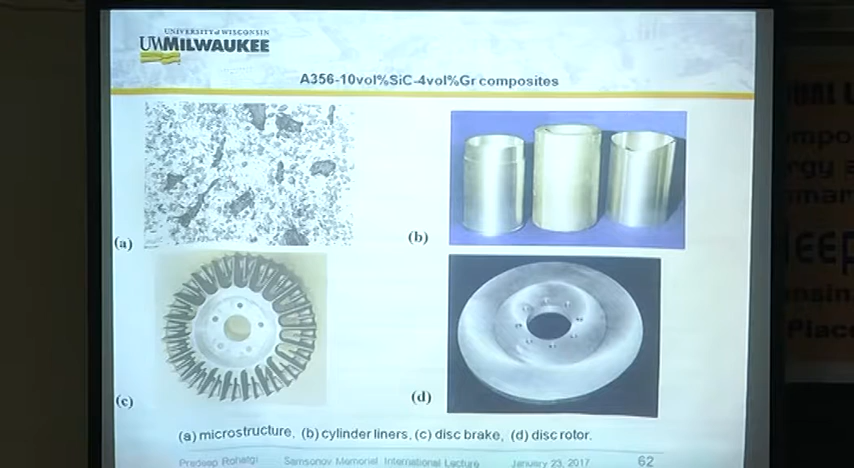 UNIVERSITY of WISCONSIN
UWMILWAUKEE
A356-10vol%SiC-4vol%Gr composites
(a)
(b)
(c)
(d)
(a) microstructure, (b) cylinder liners, (c) disc brake, (d) disc rotor.
Pradeep Rohatgi Samsonov Memorial International Lecture January 23, 2017 62
Place